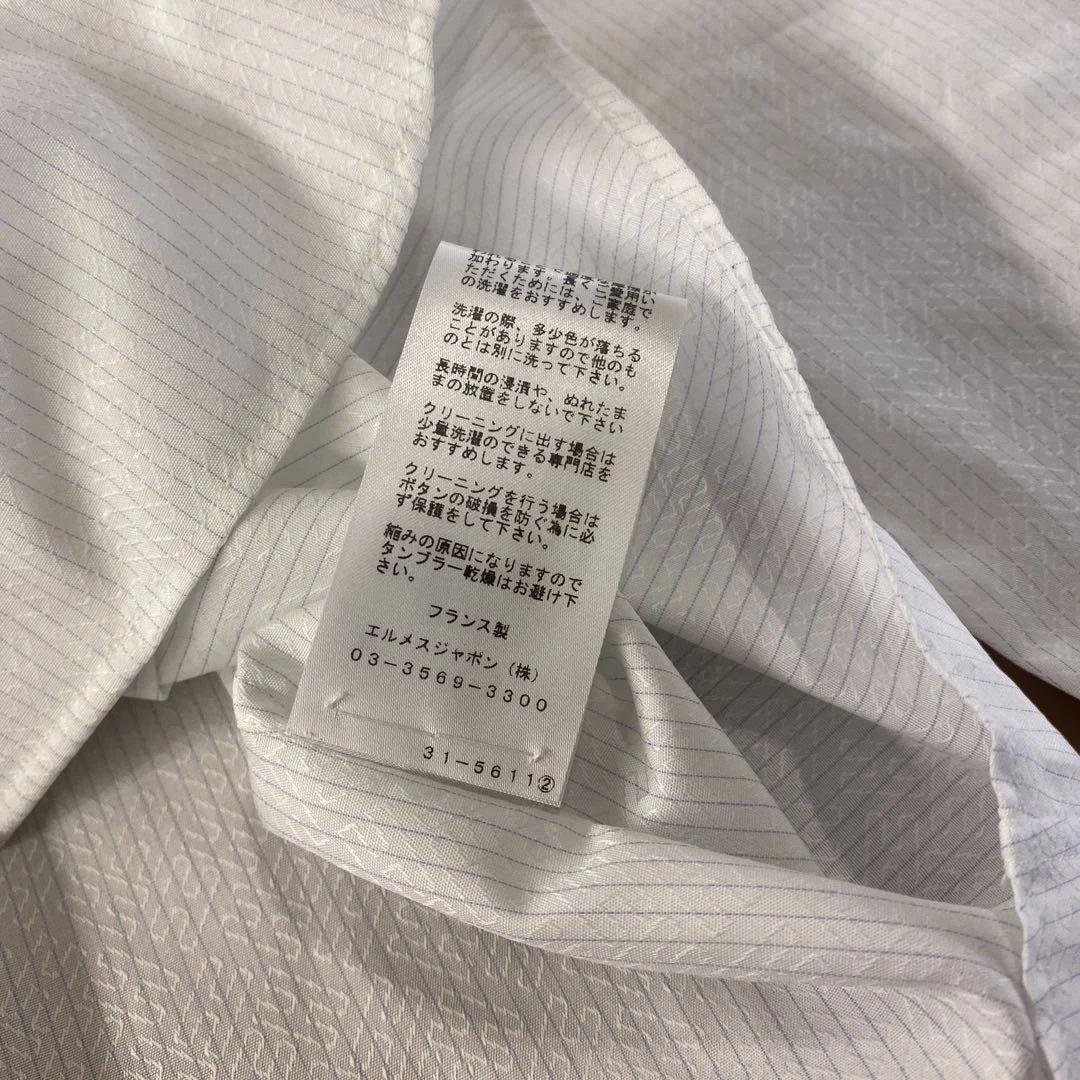 加わります。長くご愛用い
ただくためには、ご家庭で
の洗濯をおすすめします。
洗濯の際、多少色が落ちる
ことがありますので他のも
のとは別に洗って下さい。
長時間の浸漬や、ぬれたま
まの放置をしないで下さい
クリーニングに出す場合は
少量洗濯のできる専門店を
おすすめします。
クリーニングを行う場合は
ボタンの破損を防ぐ為に必
ず保護をして下さい。
縮みの原因になりますので
タンブラー乾燥はお避け下
さい。
フランス製
エルメスジャポン(株)
03-3569-3300
31-5611②